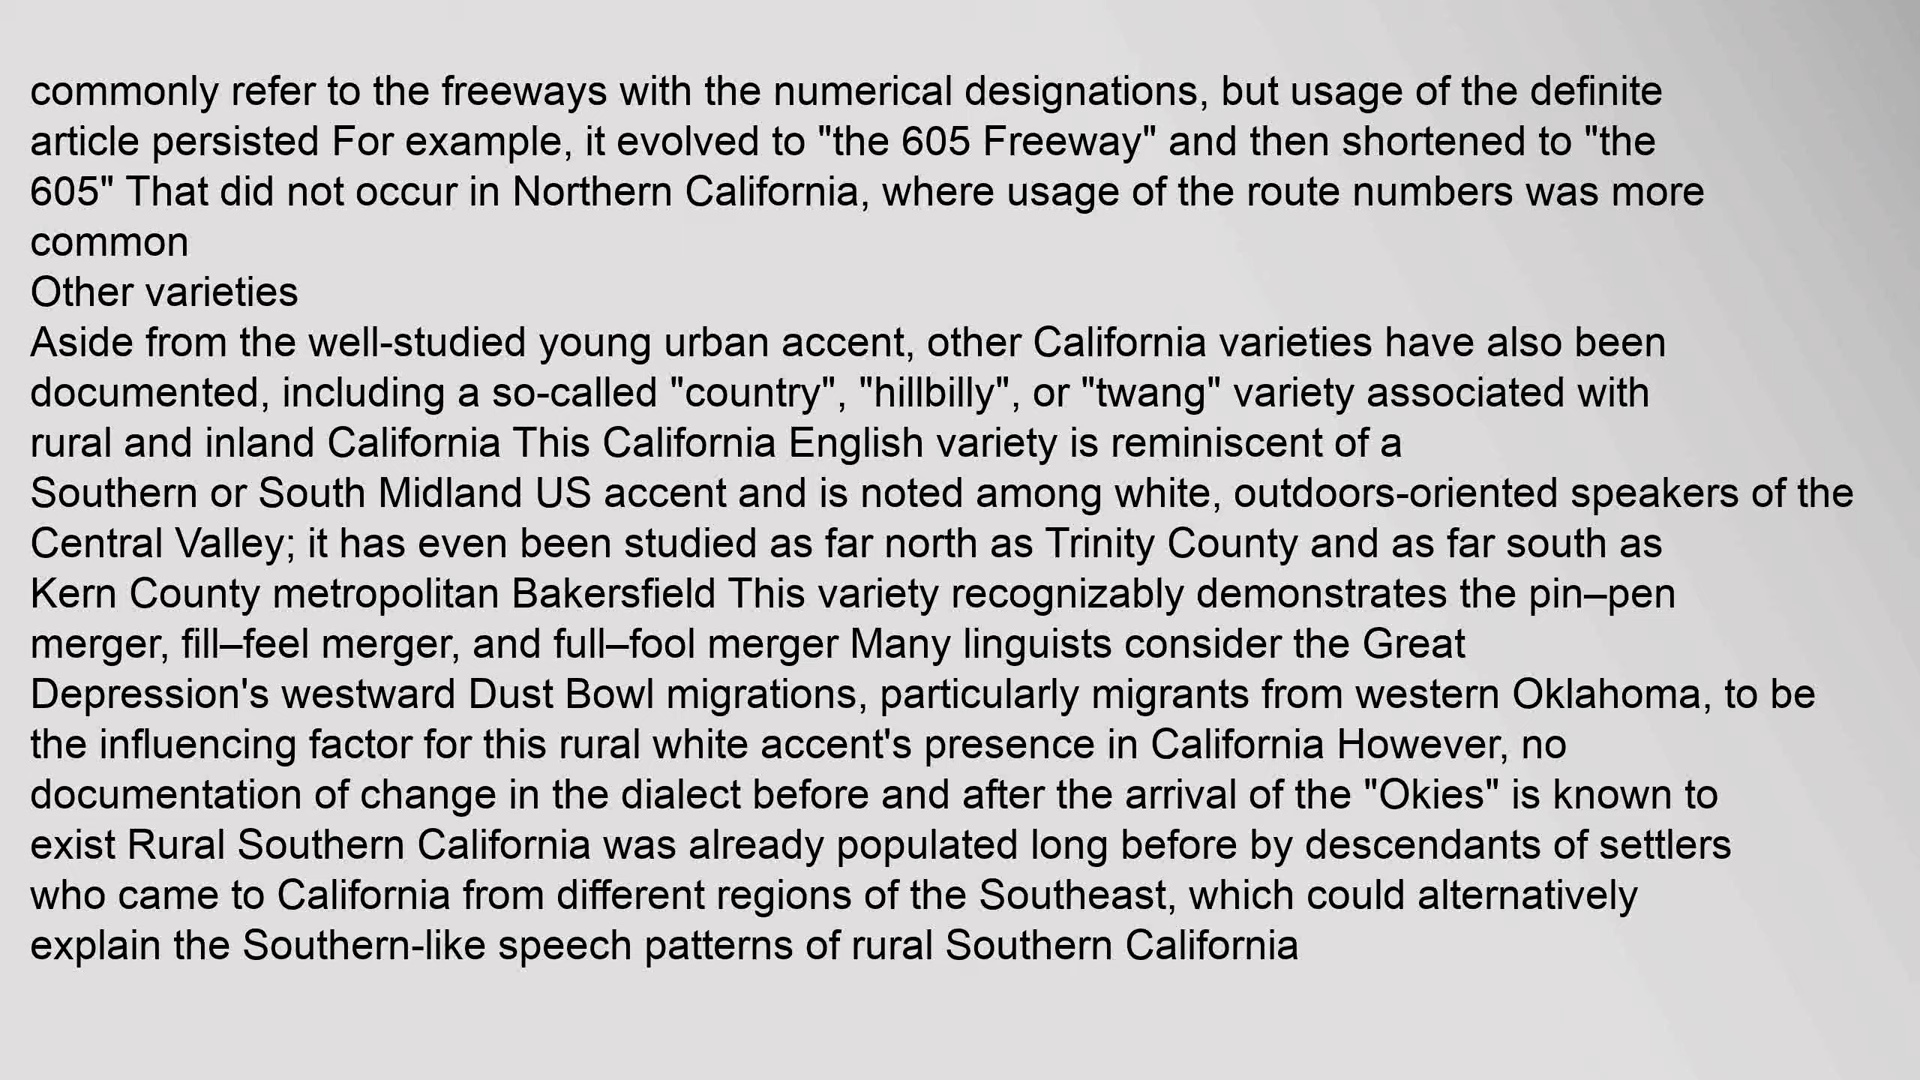 commonly refer to the freeways with the numerical designations, but usage of the definite
article persisted For example, it evolved to "the 605 Freeway" and then shortened to "the
605" That did not occur in Northern California, where usage of the route numbers was more
common
Other varieties
Aside from the well-studied young urban accent, other California varieties have also been
documented, including a so-called "country", "hillbilly", or "twang" variety associated with
rural and inland California This California English variety is reminiscent of a
Southern or South Midland US accent and is noted among white, outdoors-oriented speakers of the
Central Valley; it has even been studied as far north as Trinity County and as far south as
Kern County metropolitan Bakersfield This variety recognizably demonstrates the pin–pen
merger, fill–feel merger, and full–fool merger Many linguists consider the Great
Depression's westward Dust Bowl migrations, particularly migrants from western Oklahoma, to be
the influencing factor for this rural white accent's presence in California However, no
documentation of change in the dialect before and after the arrival of the "Okies" is known to
exist Rural Southern California was already populated long before by descendants of settlers
who came to California from different regions of the Southeast, which could alternatively
explain the Southern-like speech patterns of rural Southern California